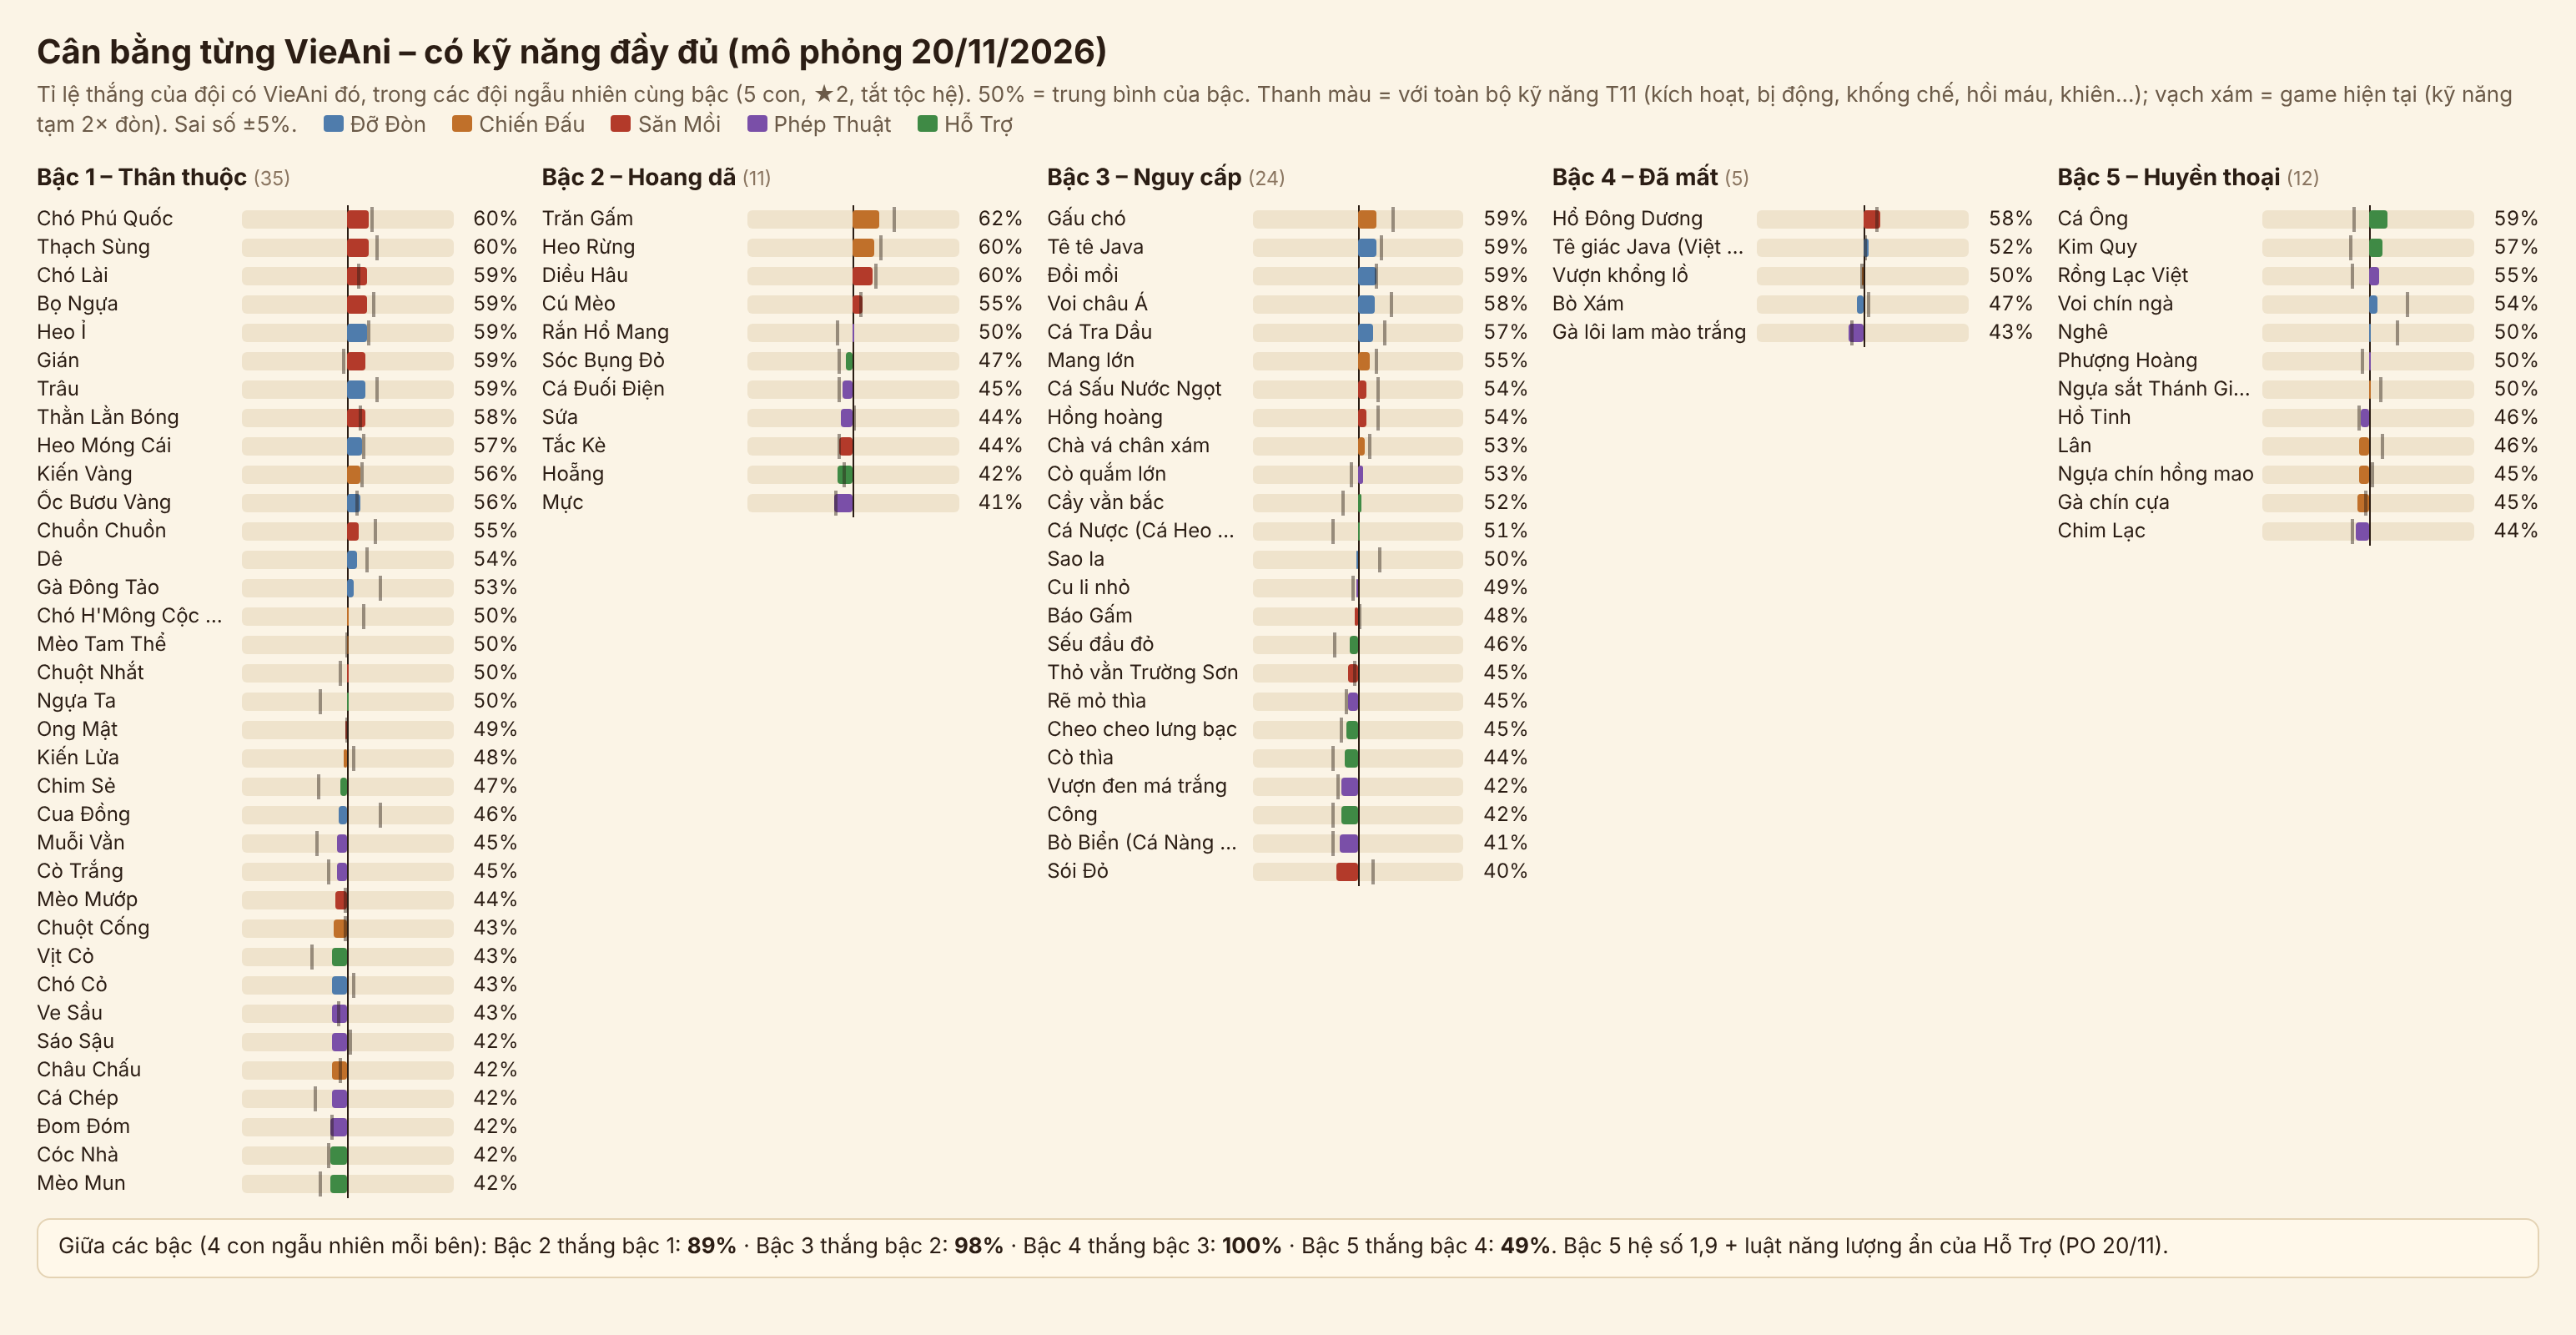 Cân bằng từng VieAni – có kỹ năng đầy đủ (mô phỏng 20/11/2026)
Tỉ lệ thắng của đội có VieAni đó, trong các đội ngẫu nhiên cùng bậc (5 con, ★2, tắt tộc hệ). 50% = trung bình của bậc. Thanh màu = với toàn bộ kỹ năng T11 (kích hoạt, bị động, khống chế, hồi máu, khiên...); vạch xám = game hiện tại (kỹ năng
tạm 2× đòn). Sai số ±5%. Đỡ Đòn Chiến Đấu Săn Mồi Phép Thuật Hỗ Trợ
Bậc 1 – Thân thuộc (35)
Chó Phú Quốc 60%
Thạch Sùng 60%
Chó Lài 59%
Bọ Ngựa 59%
Heo Ỉ 59%
Gián 59%
Trâu 59%
Thằn Lằn Bóng 58%
Heo Móng Cái 57%
Kiến Vàng 56%
Ốc Bươu Vàng 56%
Chuồn Chuồn 55%
Dê 54%
Gà Đông Tảo 53%
Chó H'Mông Cộc ... 50%
Mèo Tam Thể 50%
Chuột Nhắt 50%
Ngựa Ta 50%
Ong Mật 49%
Kiến Lửa 48%
Chim Sẻ 47%
Cua Đồng 46%
Muỗi Vằn 45%
Cò Trắng 45%
Mèo Mướp 44%
Chuột Cống 43%
Vịt Cỏ 43%
Chó Cỏ 43%
Ve Sầu 43%
Sáo Sậu 42%
Châu Chấu 42%
Cá Chép 42%
Đom Đóm 42%
Cóc Nhà 42%
Mèo Mun 42%
Bậc 2 – Hoang dã (11)
Trăn Gấm 62%
Heo Rừng 60%
Diều Hâu 60%
Cú Mèo 55%
Rắn Hổ Mang 50%
Sóc Bụng Đỏ 47%
Cá Đuối Điện 45%
Sứa 44%
Tắc Kè 44%
Hoẵng 42%
Mực 41%
Bậc 3 – Nguy cấp (24)
Gấu chó 59%
Tê tê Java 59%
Đồi mồi 59%
Voi châu Á 58%
Cá Tra Dầu 57%
Mang lớn 55%
Cá Sấu Nước Ngọt 54%
Hồng hoàng 54%
Chà vá chân xám 53%
Cò quắm lớn 53%
Cầy vằn bắc 52%
Cá Nược (Cá Heo ... 51%
Sao la 50%
Cu li nhỏ 49%
Báo Gấm 48%
Sếu đầu đỏ 46%
Thỏ vằn Trường Sơn 45%
Rẽ mỏ thìa 45%
Cheo cheo lưng bạc 45%
Cò thìa 44%
Vượn đen má trắng 42%
Công 42%
Bò Biển (Cá Nàng ... 41%
Sói Đỏ 40%
Bậc 4 – Đã mất (5)
Hổ Đông Dương 58%
Tê giác Java (Việt ... 52%
Vượn khổng lồ 50%
Bò Xám 47%
Gà lôi lam mào trắng 43%
Bậc 5 – Huyền thoại (12)
Cá Ông 59%
Kim Quy 57%
Rồng Lạc Việt 55%
Voi chín ngà 54%
Nghê 50%
Phượng Hoàng 50%
Ngựa sắt Thánh Gi... 50%
Hồ Tinh 46%
Lân 46%
Ngựa chín hồng mao 45%
Gà chín cựa 45%
Chim Lạc 44%
Giữa các bậc (4 con ngẫu nhiên mỗi bên): Bậc 2 thắng bậc 1: 89% · Bậc 3 thắng bậc 2: 98% · Bậc 4 thắng bậc 3: 100% · Bậc 5 thắng bậc 4: 49%. Bậc 5 hệ số 1,9 + luật năng lượng ẩn của Hỗ Trợ (PO 20/11).